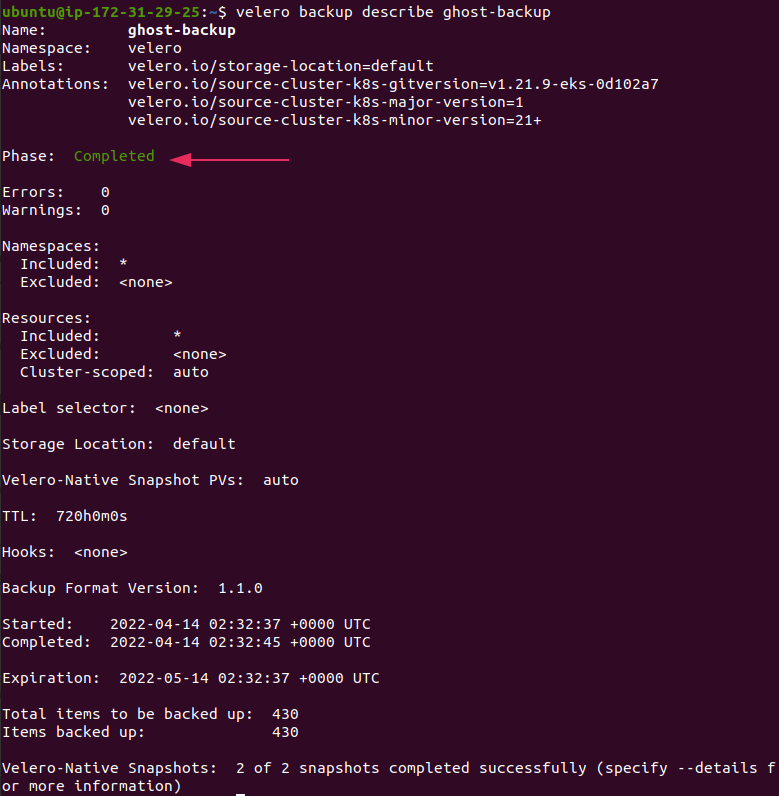 ubuntu@ip-172-31-29-25:~$ velero backup describe ghost-backup
Name:         ghost-backup
Namespace:    velero
Labels:       velero.io/storage-location=default
Annotations:  velero.io/source-cluster-k8s-gitversion=v1.21.9-eks-0d102a7
              velero.io/source-cluster-k8s-major-version=1
              velero.io/source-cluster-k8s-minor-version=21+
Phase:  Completed
Errors:    0
Warnings:  0
Namespaces:
  Included:  *
  Excluded:  <none>
Resources:
  Included:        *
  Excluded:        <none>
  Cluster-scoped:  auto
Label selector:  <none>
Storage Location:  default
Velero-Native Snapshot PVs:  auto
TTL:  720h0m0s
Hooks:  <none>
Backup Format Version:  1.1.0
Started:    2022-04-14 02:32:37 +0000 UTC
Completed:  2022-04-14 02:32:45 +0000 UTC
Expiration:  2022-05-14 02:32:37 +0000 UTC
Total items to be backed up:  430
Items backed up:              430
Velero-Native Snapshots:  2 of 2 snapshots completed successfully (specify --details f
or more information)